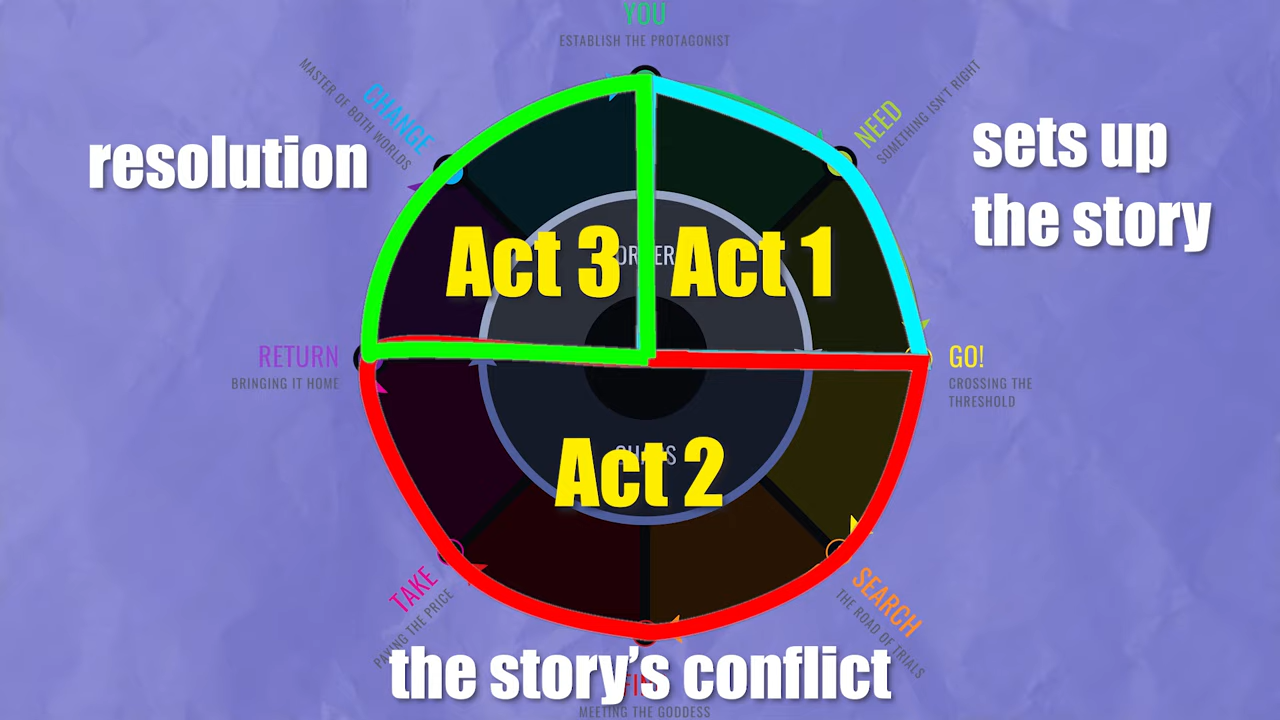 YOU
ESTABLISH THE PROTAGONIST
NEED
SOMETHING ISN'T RIGHT
sets up
the story
GO!
CROSSING THE
THRESHOLD
SEARCH
THE ROAD OF TRIALS
MEETING THE GODDESS
the story's conflict
TAKE
PAYING THE PRICE
RETURN
BRINGING IT HOME
CHANGE
MASTER OF BOTH WORLDS
resolution
Act 3
Act 1
Act 2